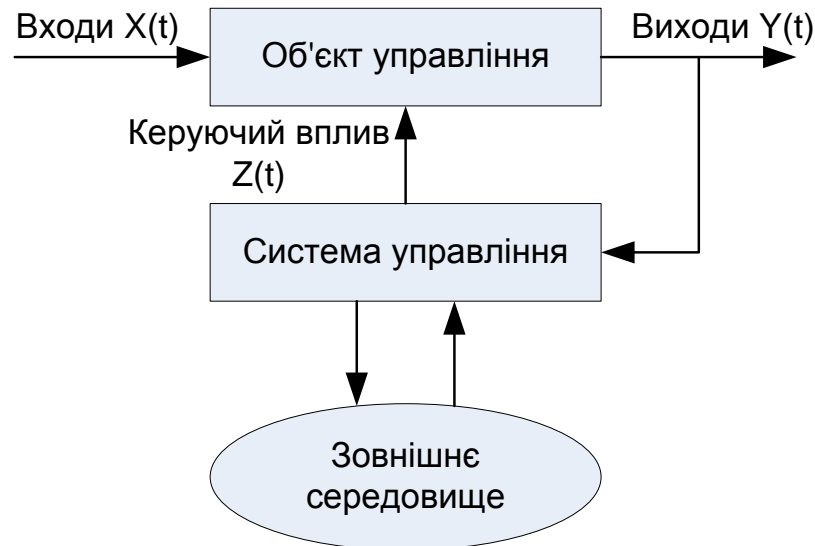 Входи X(t)
Об'єкт управління
Виходи Y(t)
Керуючий вплив
Z(t)
Система управління
Зовнішнє
середовище